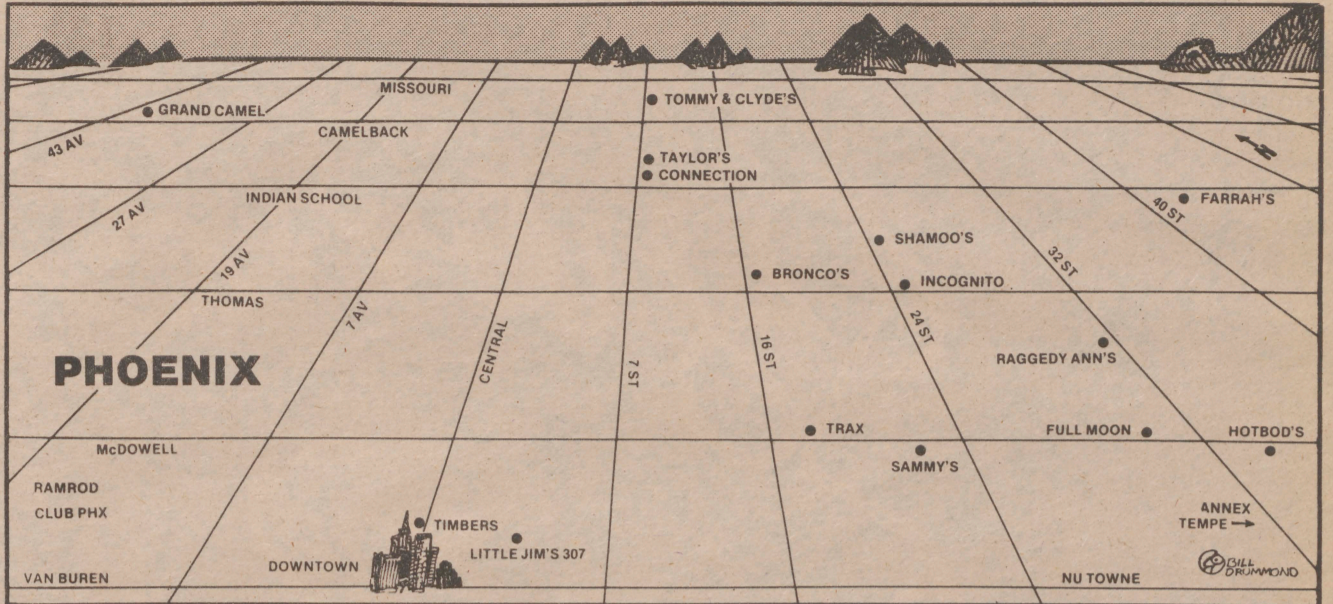 MISSOURI
TOMMY & CLYDE'S
GRAND CAMEL
CAMELBACK
43 AV
N
TAYLOR'S
CONNECTION
INDIAN SCHOOL
FARRAH'S
27 AV
40 ST
19 AV
SHAMOO'S
32 ST
BRONCO'S
INCOGNITO
THOMAS
7 AV
24 ST
CENTRAL
7 ST
16 ST
RAGGEDY ANN'S
PHOENIX
TRAX
FULL MOON
HOTBOD'S
McDOWELL
SAMMY'S
RAMROD
CLUB PHX
ANNEX
TEMPE
TIMBERS
LITTLE JIM'S 307
DOWNTOWN
BILL
DRUMMOND
VAN BUREN
NU TOWNE